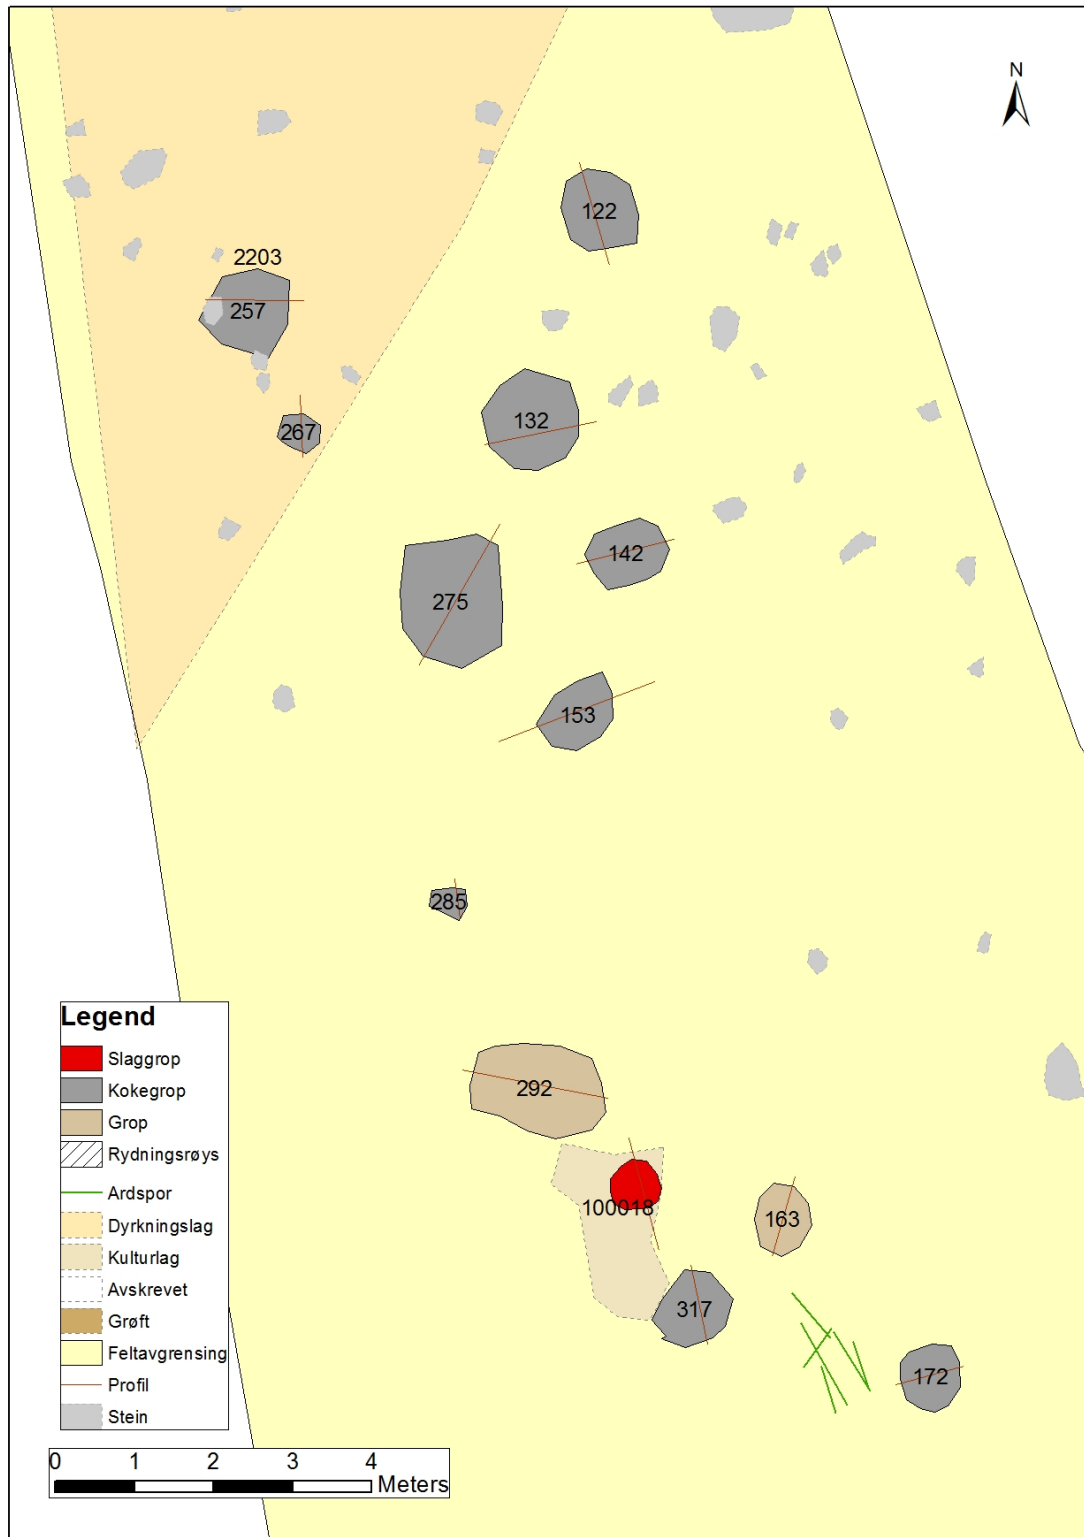 N
122
2203
257
132
267
142
275
153
285
292
100018
163
317
172
Legend
Slaggrop
Kokegrop
Grop
Rydningsrøys
Ardspor
Dyrkningslag
Kulturlag
Avskrevet
Grøft
Feltavgrensing
Profil
Stein
0 1 2 3 4
Meters